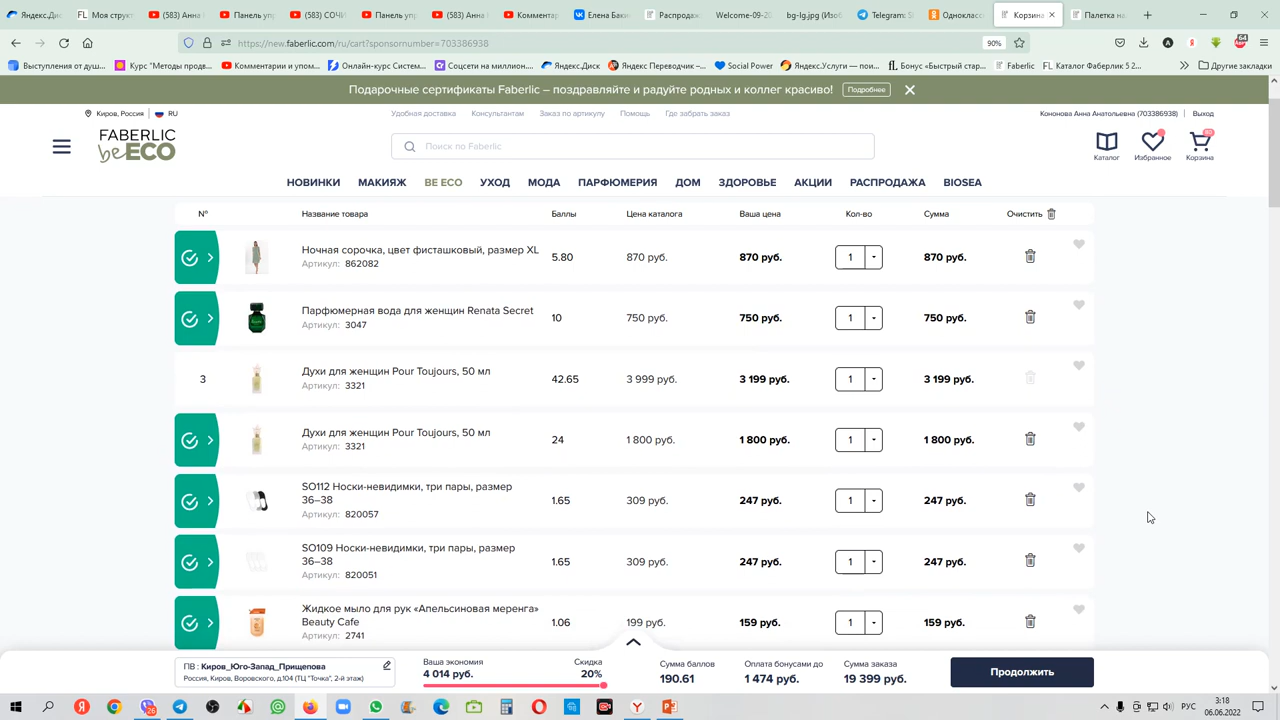 Яндекс.Диск
(583) Анна
Панель упр
(583) СОЧН
Панель упр
(583) Анна
Елена Бакин
Распродаж
Welcome-09-2
bg-lg.jpg (Изоб
Telegram: S
Одноклас
Корзина
Палетка на
https://new.faberlic.com/ru/cart?sponsornumber=703386938
90%
Выступления от душ…
Курс "Методы продв…
Комментарии и упом…
Онлайн-курс Систем…
Соцсети на миллион…
Яндекс.Диск
Яндекс Переводчик –…
Social Power
Яндекс.Услуги — пои…
Бонус «Быстрый стар…
Faberlic
FL Каталог Фаберлик 5 2…
Другие закладки
Подарочные сертификаты Faberlic – поздравляйте и радуйте родных и коллег красиво!
Подробнее
Киров, Россия
RU
Удобная доставка
Консультантам
Заказ по артикулу
Помощь
Где забрать заказ
Кононова Анна Анатольевна (703386938)
Выход
FABERLIC
be ECO
Поиск по Faberlic
Каталог
Избранное
Корзина
НОВИНКИ
МАКИЯЖ
BE ECO
УХОД
МОДА
ПАРФЮМЕРИЯ
ДОМ
ЗДОРОВЬЕ
АКЦИИ
РАСПРОДАЖА
BIOSEA
№ Название товара Баллы Цена каталога Ваша цена Кол-во Сумма Очистить
Ночная сорочка, цвет фисташковый, размер XL
Артикул: 862082
5.80 870 руб. 870 руб. 1 870 руб.
Парфюмерная вода для женщин Renata Secret
Артикул: 3047
10 750 руб. 750 руб. 1 750 руб.
3
Духи для женщин Pour Toujours, 50 мл
Артикул: 3321
42.65 3 999 руб. 3 199 руб. 1 3 199 руб.
Духи для женщин Pour Toujours, 50 мл
Артикул: 3321
24 1 800 руб. 1 800 руб. 1 1 800 руб.
SO112 Носки-невидимки, три пары, размер
36–38
Артикул: 820057
1.65 309 руб. 247 руб. 1 247 руб.
SO109 Носки-невидимки, три пары, размер
36–38
Артикул: 820051
1.65 309 руб. 247 руб. 1 247 руб.
Жидкое мыло для рук «Апельсиновая меренга»
Beauty Cafe
Артикул: 2741
1.06 199 руб. 159 руб. 1 159 руб.
ПВ : Киров_Юго-Запад_Прищепова
Россия, Киров, Воровского, д.104 (ТЦ "Точка", 2-й этаж)
Ваша экономия
4 014 руб.
Скидка
20%
Сумма баллов
190.61
Оплата бонусами до
1 474 руб.
Сумма заказа
19 399 руб.
Продолжить
РУС
3:18
06.06.2022